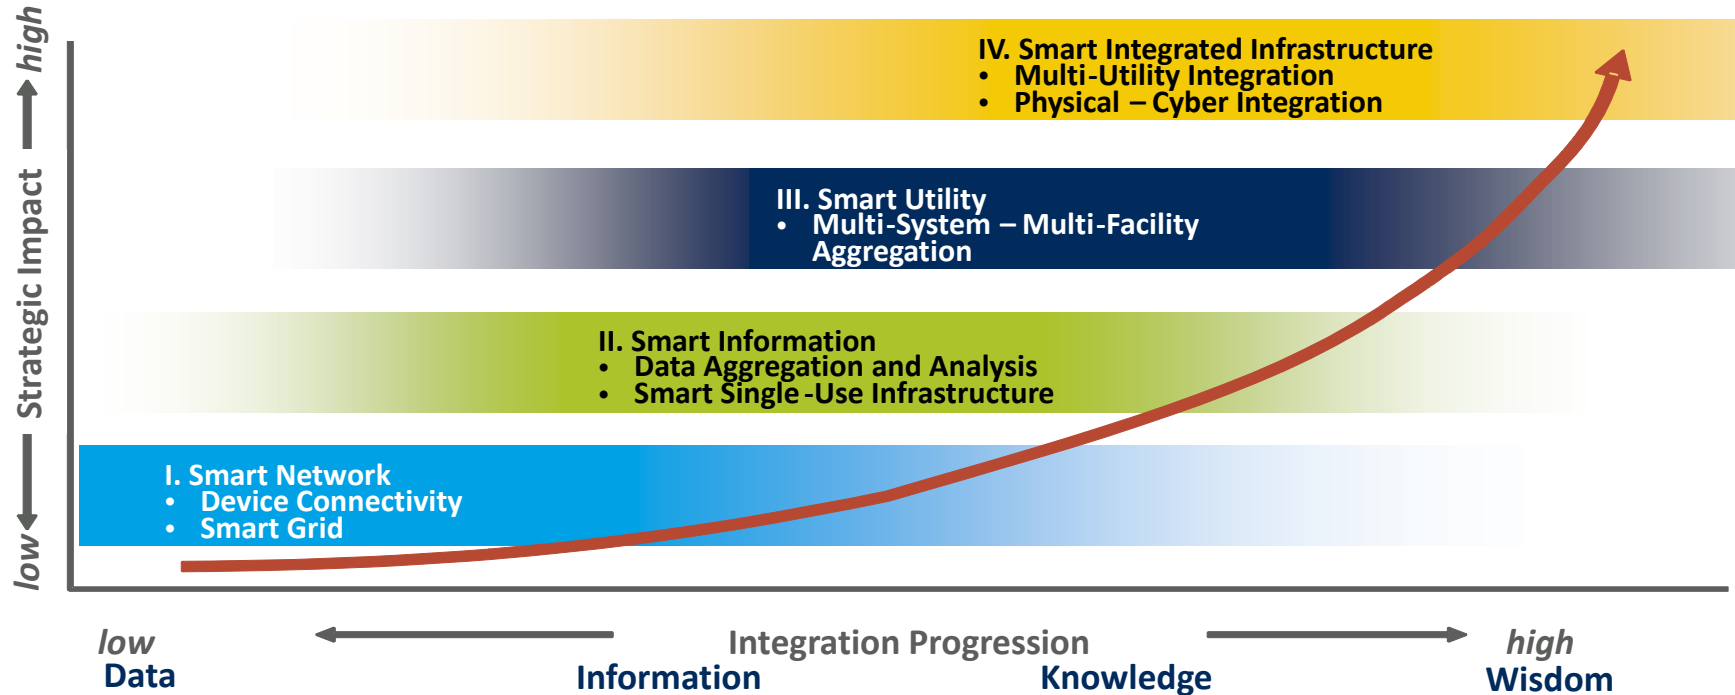 high
Strategic Impact
low
IV. Smart Integrated Infrastructure
• Multi-Utility Integration
• Physical – Cyber Integration
III. Smart Utility
• Multi-System – Multi-Facility
Aggregation
II. Smart Information
• Data Aggregation and Analysis
• Smart Single-Use Infrastructure
I. Smart Network
• Device Connectivity
• Smart Grid
low Integration Progression high
Data Information Knowledge Wisdom